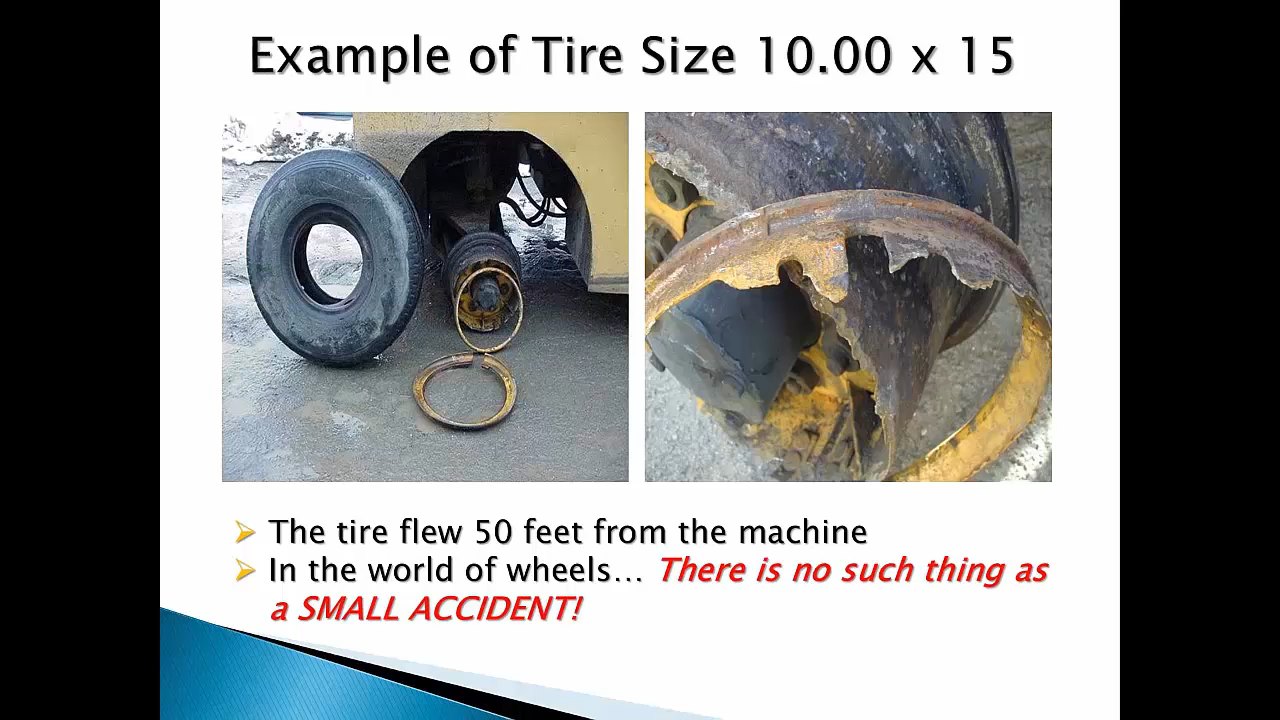 Example of Tire Size 10.00 x 15
The tire flew 50 feet from the machine
In the world of wheels... There is no such thing as
a SMALL ACCIDENT!